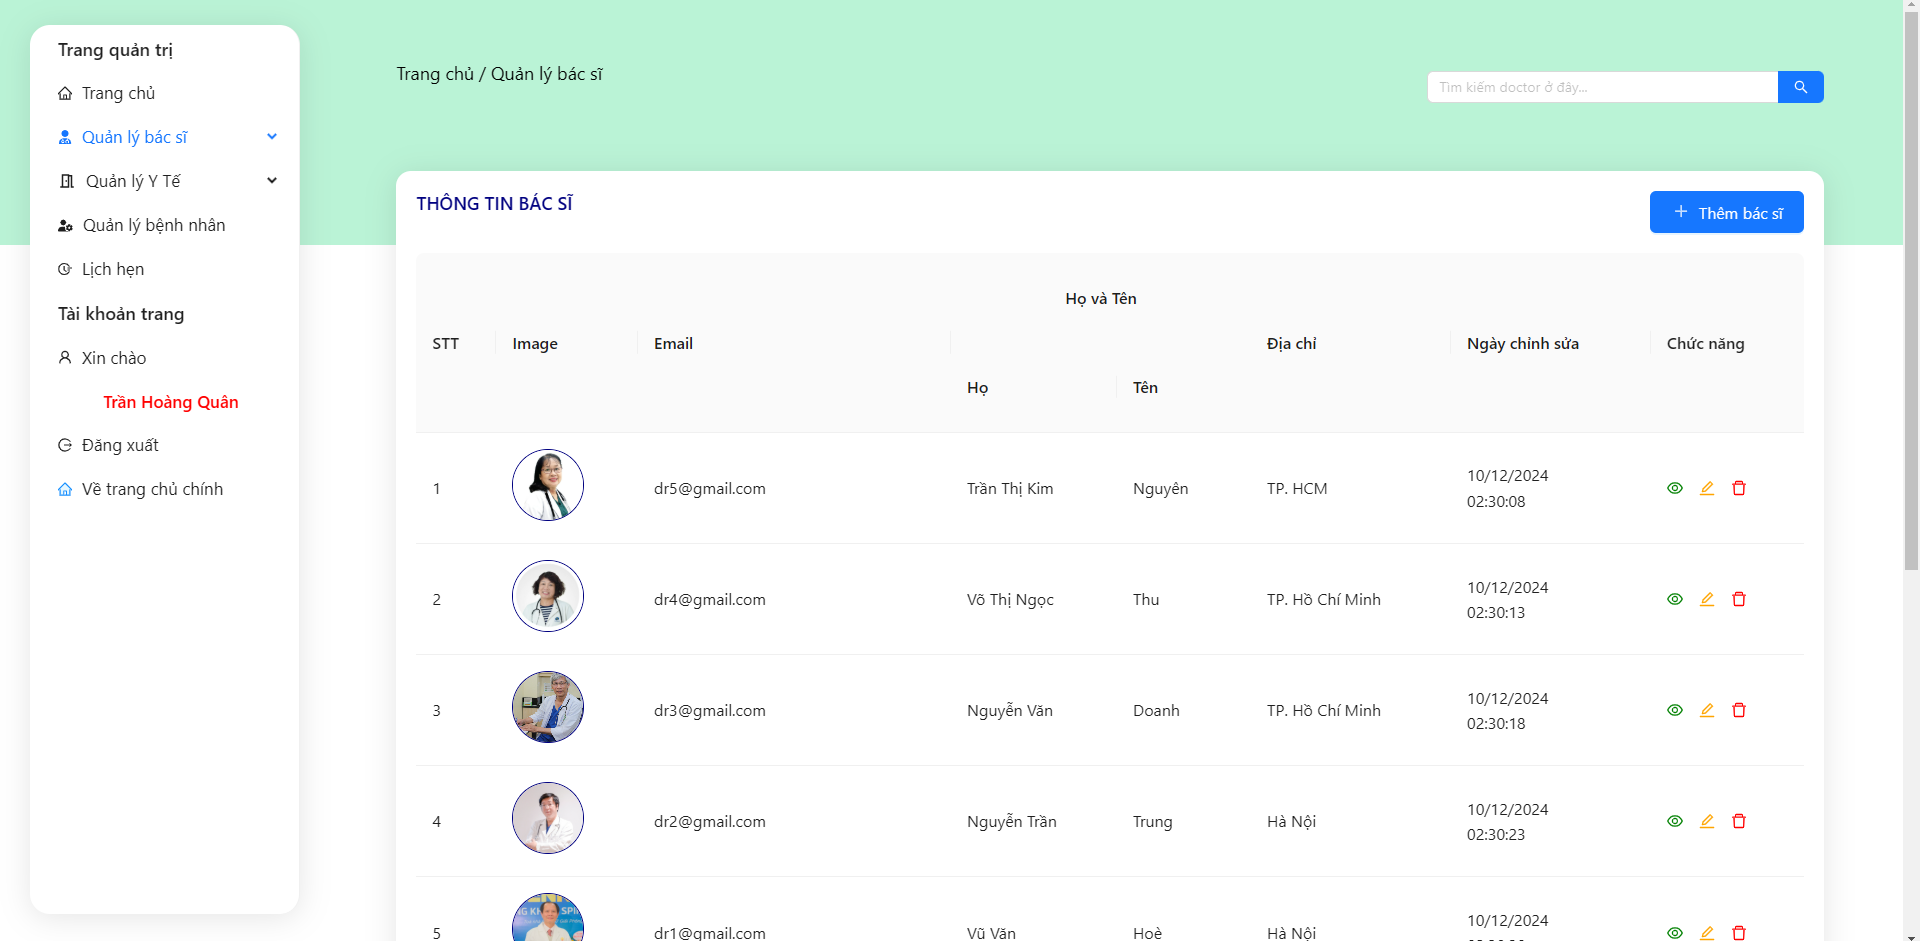 Trang quản trị
Trang chủ
Quản lý bác sĩ
Quản lý Y Tế
Quản lý bệnh nhân
Lịch hẹn
Tài khoản trang
Xin chào
Trần Hoàng Quân
Đăng xuất
Về trang chủ chính
Trang chủ / Quản lý bác sĩ
Tìm kiếm doctor ở đây...
THÔNG TIN BÁC SĨ
Thêm bác sĩ
Họ và Tên
STT Image Email Địa chỉ Ngày chỉnh sửa Chức năng
Họ Tên
1 dr5@gmail.com Trần Thị Kim Nguyên TP. HCM 10/12/2024
02:30:08
2 dr4@gmail.com Võ Thị Ngọc Thu TP. Hồ Chí Minh 10/12/2024
02:30:13
3 dr3@gmail.com Nguyễn Văn Doanh TP. Hồ Chí Minh 10/12/2024
02:30:18
4 dr2@gmail.com Nguyễn Trần Trung Hà Nội 10/12/2024
02:30:23
5 dr1@gmail.com Vũ Văn Hoè Hà Nội 10/12/2024